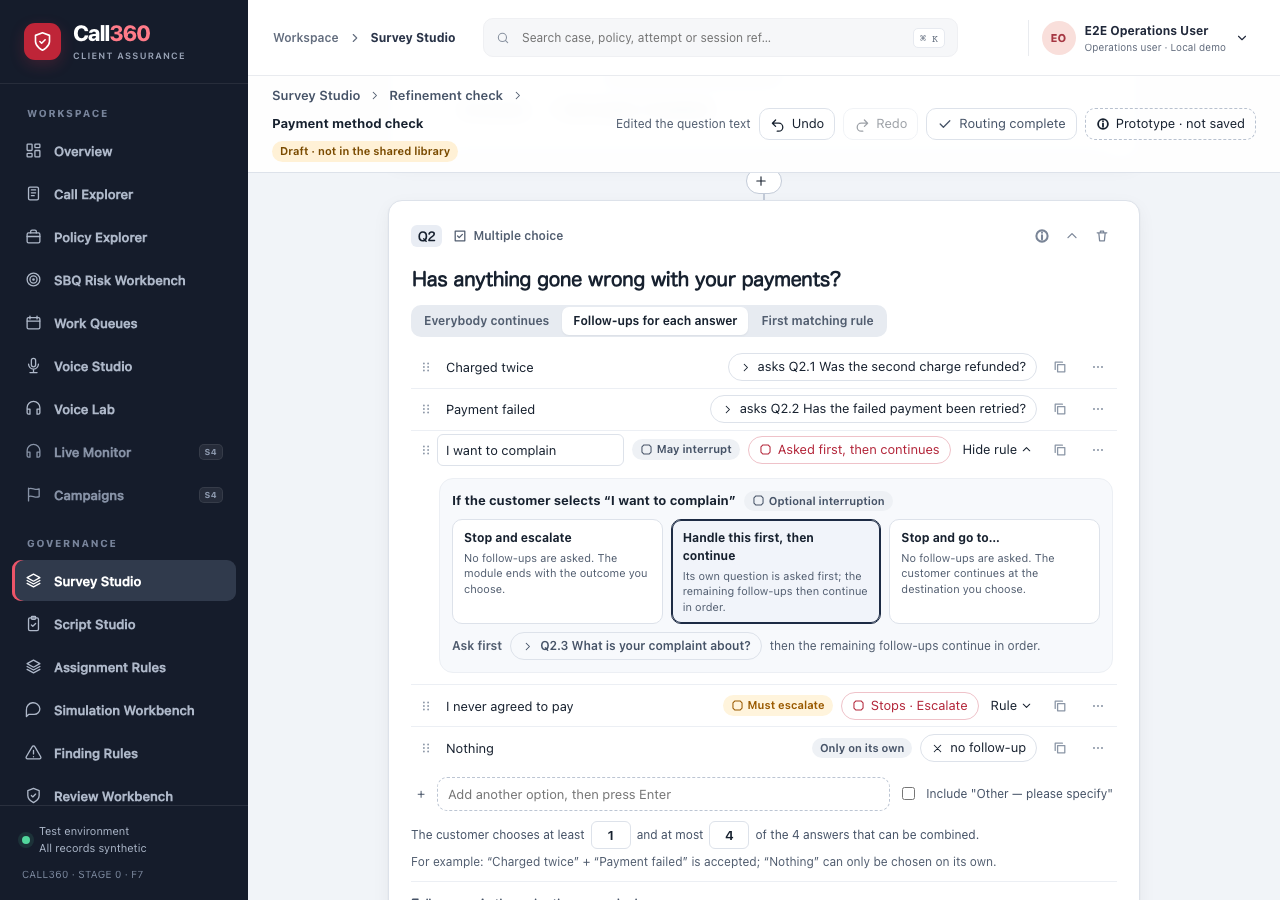 Call360
CLIENT ASSURANCE
WORKSPACE
Overview
Call Explorer
Policy Explorer
SBQ Risk Workbench
Work Queues
Voice Studio
Voice Lab
Live Monitor S4
Campaigns S4
GOVERNANCE
Survey Studio
Script Studio
Assignment Rules
Simulation Workbench
Finding Rules
Review Workbench
Test environment
All records synthetic
CALL360 · STAGE 0 · F7
Workspace > Survey Studio
Search case, policy, attempt or session ref... ⌘ K
EO
E2E Operations User
Operations user · Local demo
Survey Studio > Refinement check >
Payment method check
Draft · not in the shared library
Edited the question text
Undo
Redo
Routing complete
Prototype · not saved
Q2 Multiple choice
Has anything gone wrong with your payments?
Everybody continues Follow-ups for each answer First matching rule
Charged twice asks Q2.1 Was the second charge refunded?
Payment failed asks Q2.2 Has the failed payment been retried?
I want to complain May interrupt Asked first, then continues Hide rule
If the customer selects “I want to complain” Optional interruption
Stop and escalate
No follow-ups are asked. The
module ends with the outcome you
choose.
Handle this first, then
continue
Its own question is asked first; the
remaining follow-ups then continue
in order.
Stop and go to...
No follow-ups are asked. The
customer continues at the
destination you choose.
Ask first Q2.3 What is your complaint about? then the remaining follow-ups continue in order.
I never agreed to pay Must escalate Stops · Escalate Rule
Nothing Only on its own no follow-up
+ Add another option, then press Enter Include "Other — please specify"
The customer chooses at least 1 and at most 4 of the 4 answers that can be combined.
For example: “Charged twice” + “Payment failed” is accepted; “Nothing” can only be chosen on its own.